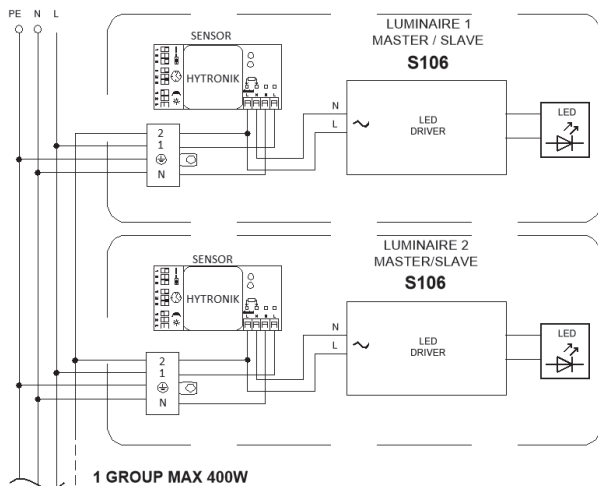 PE N L
LUMINAIRE 1
MASTER / SLAVE
S106
SENSOR
HYTRONIK
N
L
LED
DRIVER
LED
2
1
N
LUMINAIRE 2
MASTER/SLAVE
S106
SENSOR
HYTRONIK
N
L
LED
DRIVER
LED
2
1
N
1 GROUP MAX 400W